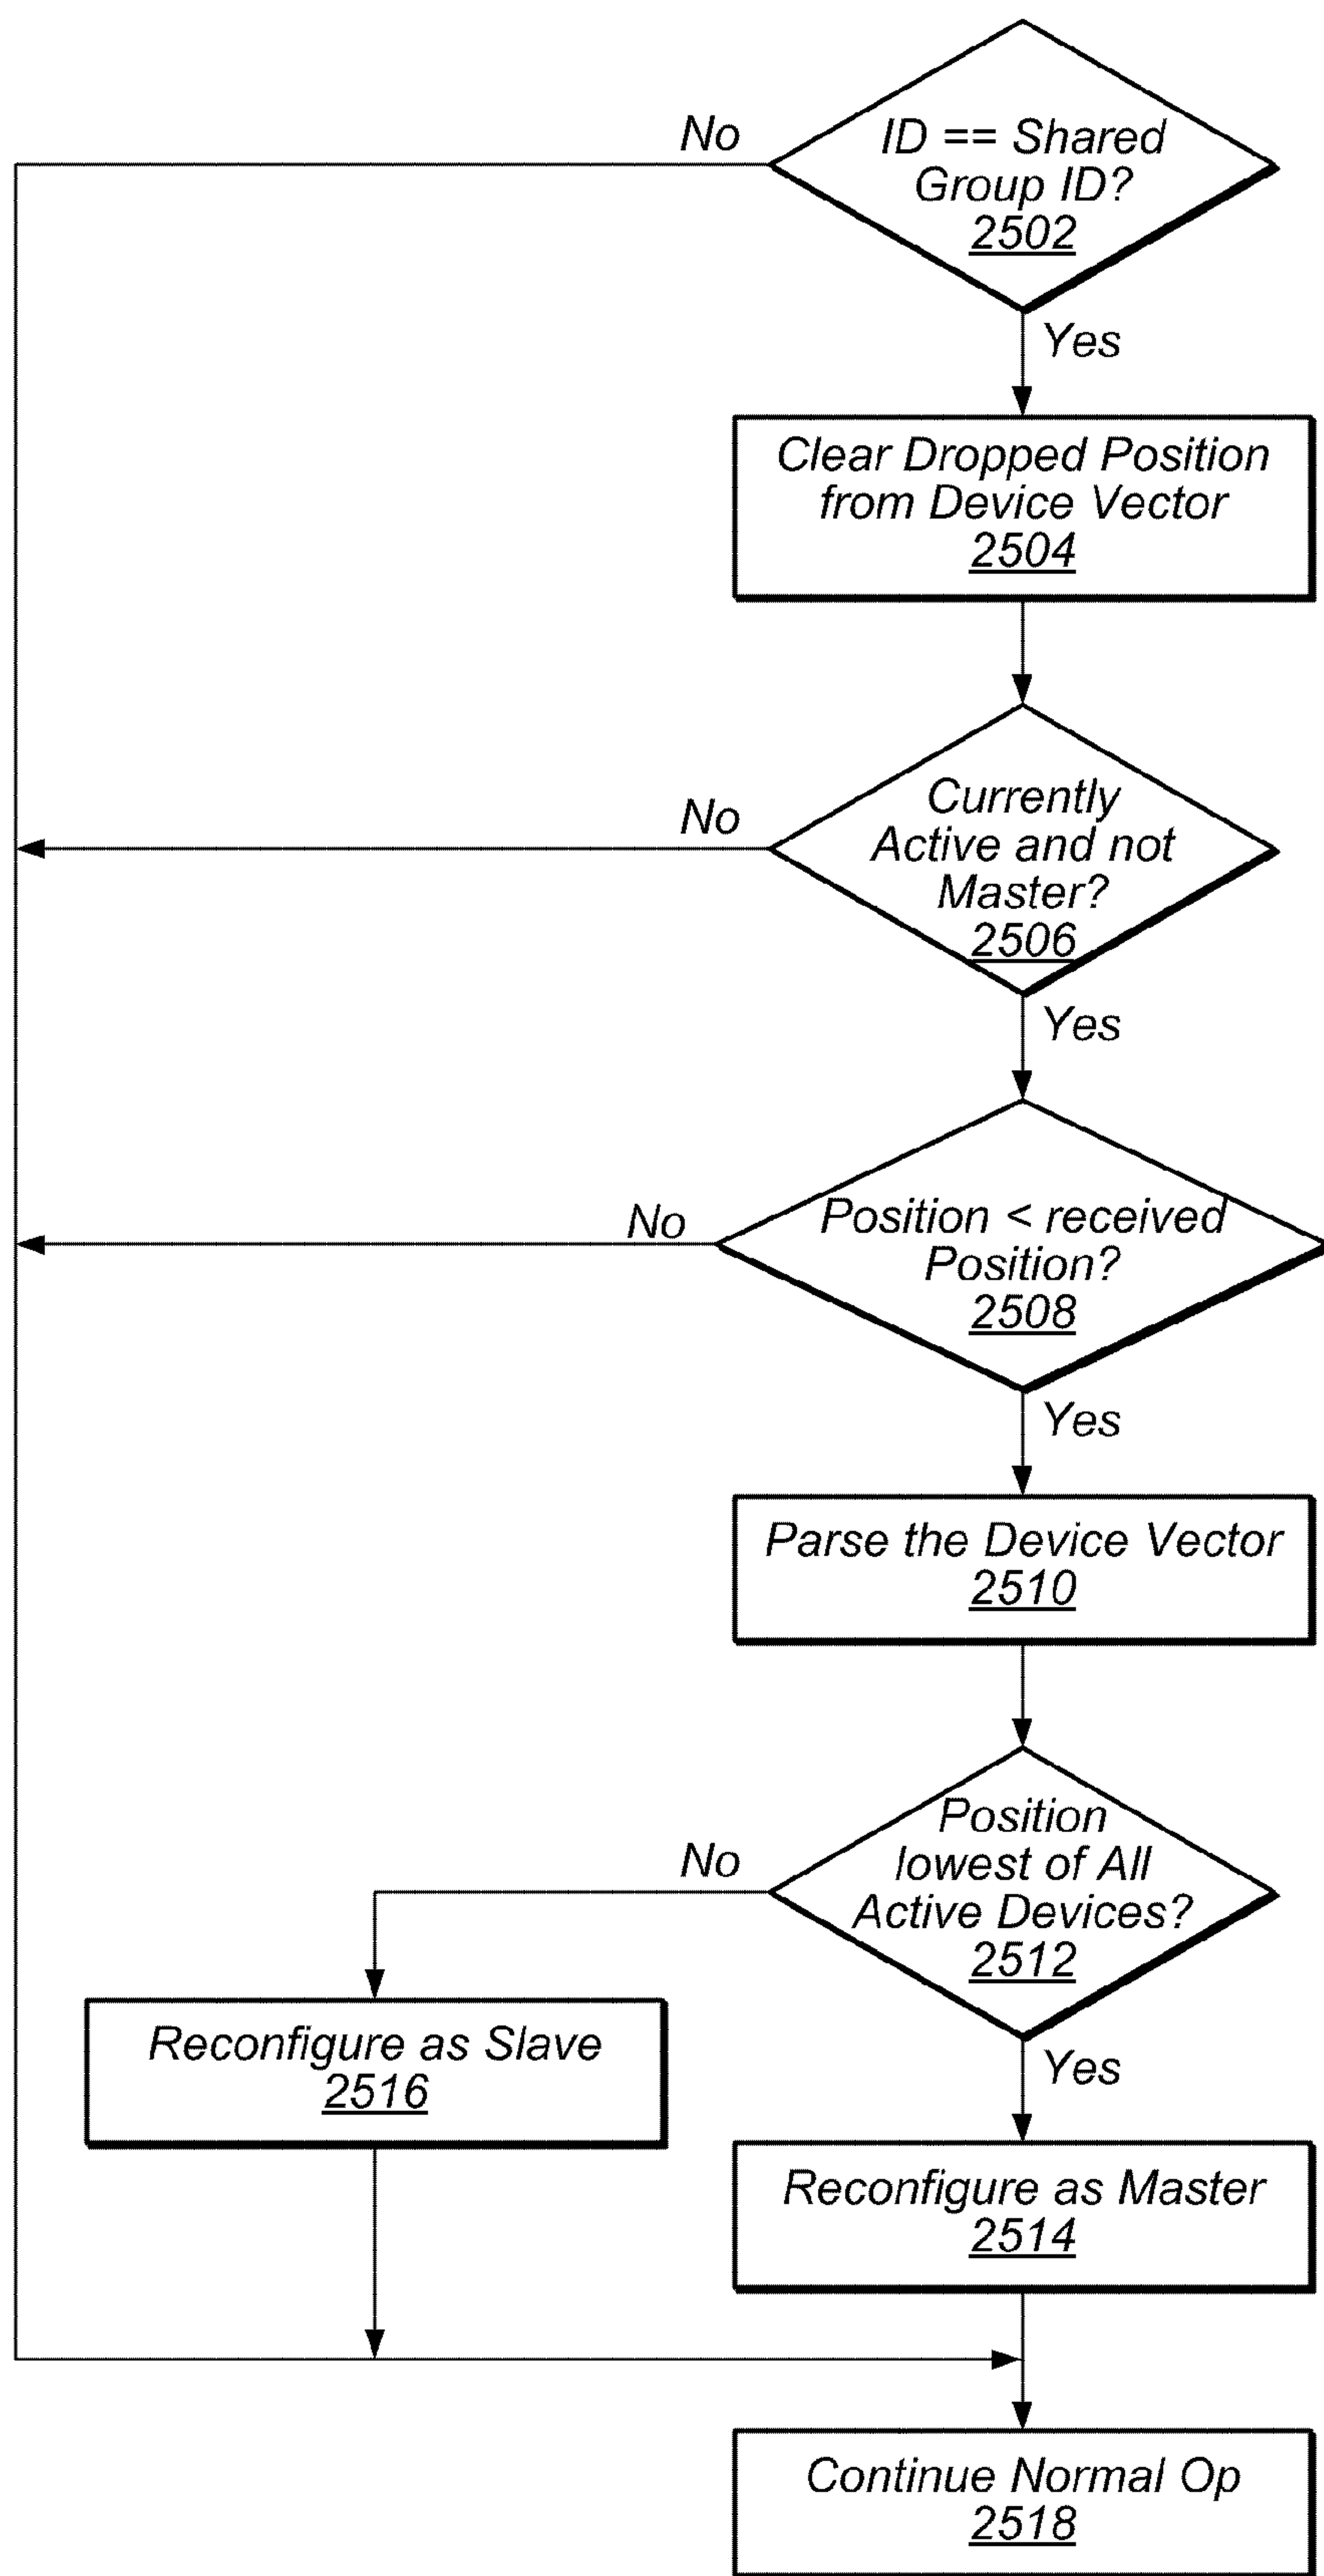 No
ID == Shared
Group ID?
2502
Yes
Clear Dropped Position
from Device Vector
2504
No
Currently
Active and not
Master?
2506
Yes
No
Position < received
Position?
2508
Yes
Parse the Device Vector
2510
No
Position
lowest of All
Active Devices?
2512
Reconfigure as Slave
2516
Yes
Reconfigure as Master
2514
Continue Normal Op
2518